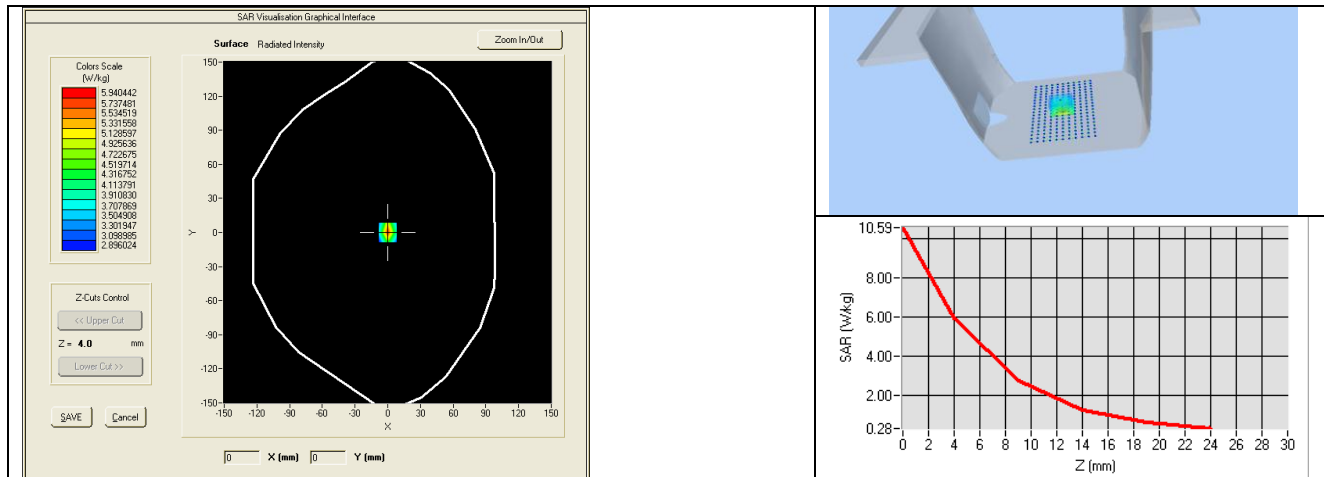 SAR Visualisation Graphical Interface
Surface Radiated Intensity
Zoom In/Out
Colors Scale
(W/kg)
5.940442
5.737481
5.534519
5.331558
5.128597
4.925636
4.722675
4.519714
4.316752
4.113791
3.910830
3.707869
3.504908
3.301947
3.098985
2.896024
Z-Cuts Control
<< Upper Cut
Z = 4.0 mm
Lower Cut >>
SAVE Cancel
150-
120-
90-
60-
30-
0-
-30-
-60-
-90-
-120-
-150-
Y
-150 -120 -90 -60 -30 0 30 60 90 120 150
X
0 X (mm) 0 Y (mm)
10.59-
8.00-
6.00-
4.00-
2.00-
0.28-
SAR (W/kg)
0 2 4 6 8 10 12 14 16 18 20 22 24 26 28 30
Z (mm)